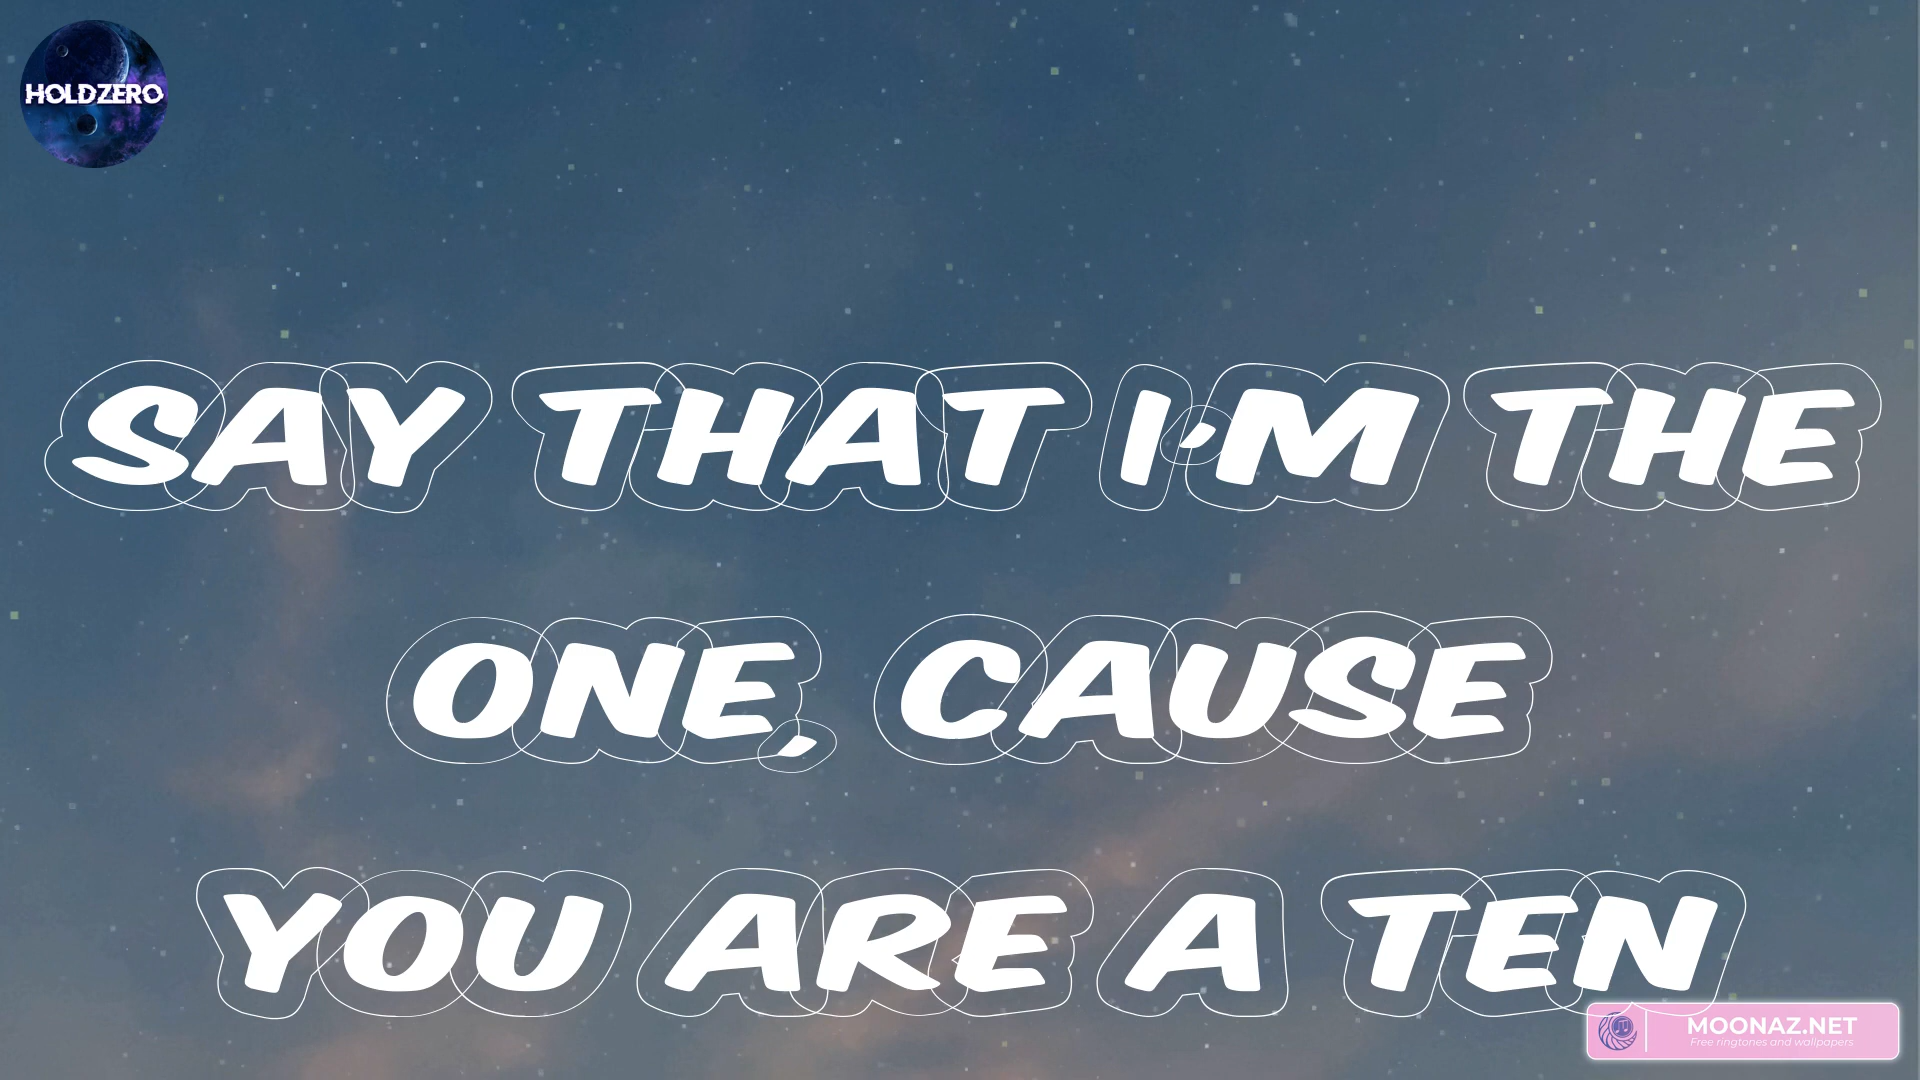 HOLDZERO
SAY THAT I'M THE
ONE, CAUSE
YOU ARE A TEN
MOONAZ.NET
Free ringtones and wallpapers